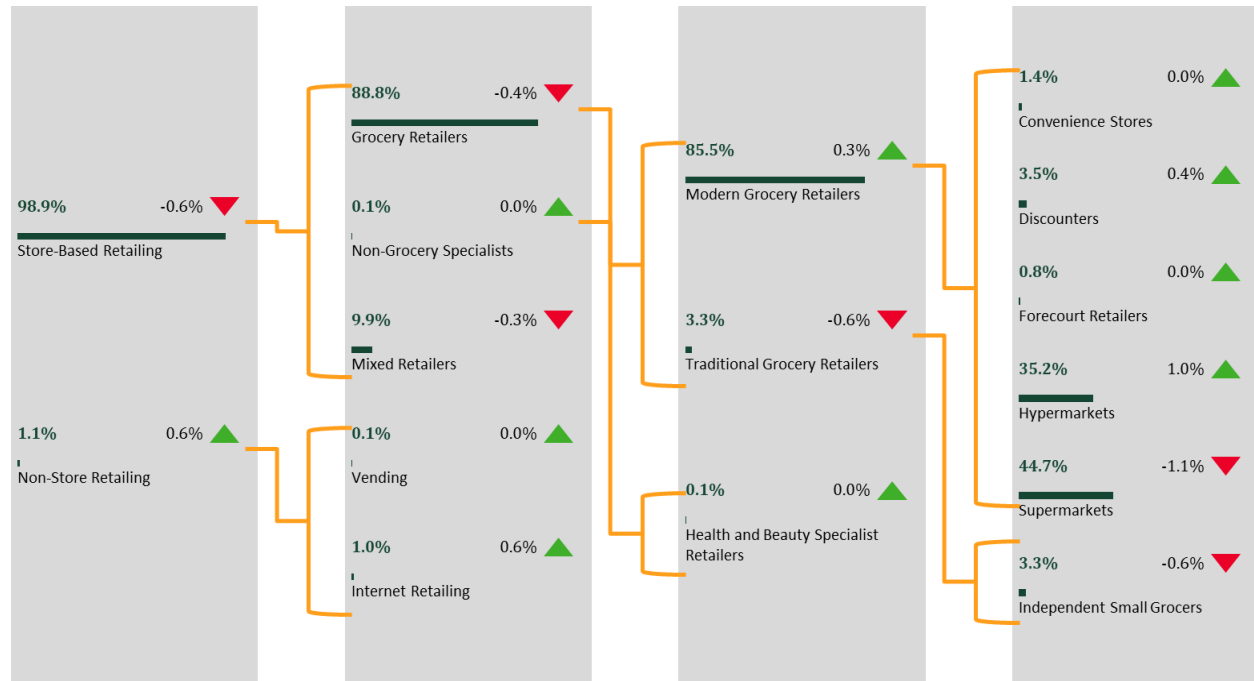 98.9% -0.6%
Store-Based Retailing
1.1% 0.6%
Non-Store Retailing
88.8% -0.4%
Grocery Retailers
0.1% 0.0%
Non-Grocery Specialists
9.9% -0.3%
Mixed Retailers
0.1% 0.0%
Vending
1.0% 0.6%
Internet Retailing
85.5% 0.3%
Modern Grocery Retailers
3.3% -0.6%
Traditional Grocery Retailers
0.1% 0.0%
Health and Beauty Specialist
Retailers
1.4% 0.0%
Convenience Stores
3.5% 0.4%
Discounters
0.8% 0.0%
Forecourt Retailers
35.2% 1.0%
Hypermarkets
44.7% -1.1%
Supermarkets
3.3% -0.6%
Independent Small Grocers